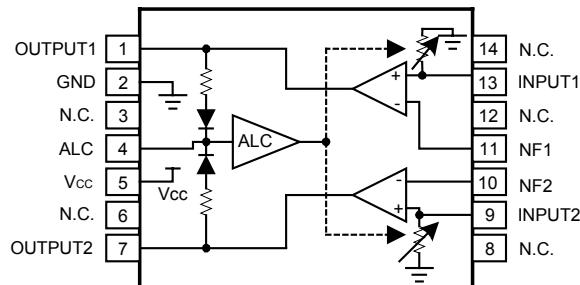 OUTPUT1 1
GND 2
N.C. 3
ALC 4
VCC 5
N.C. 6
OUTPUT2 7
ALC
Vcc
+
-
-
+
14 N.C.
13 INPUT1
12 N.C.
11 NF1
10 NF2
9 INPUT2
8 N.C.